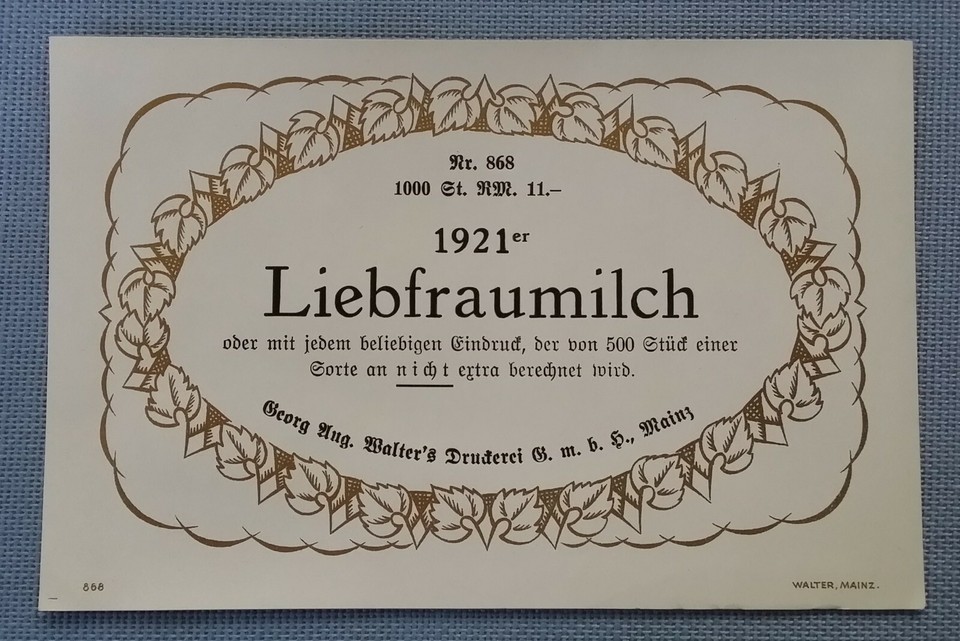 Nr. 868
1000 St. RM. 11.–
1921er
Liebfraumilch
oder mit jedem beliebigen Eindruck, der von 500 Stück einer
Sorte an nicht extra berechnet wird.
Georg Aug. Walter's Druckerei G. m. b. H., Mainz
868
WALTER, MAINZ.